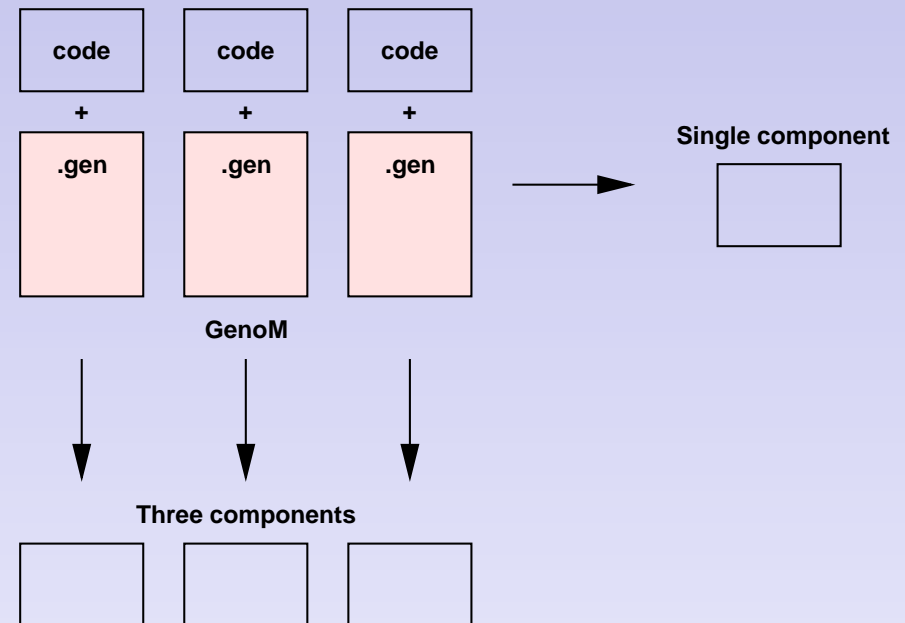 code code code
+ + +
Single component
.gen .gen .gen
GenoM
Three components